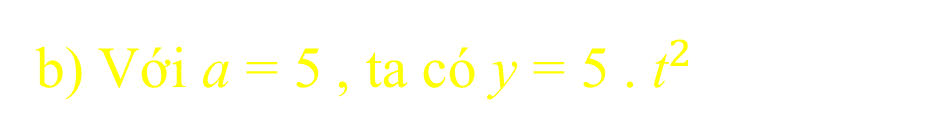 b) Với a = 5 , ta có y = 5 . t²